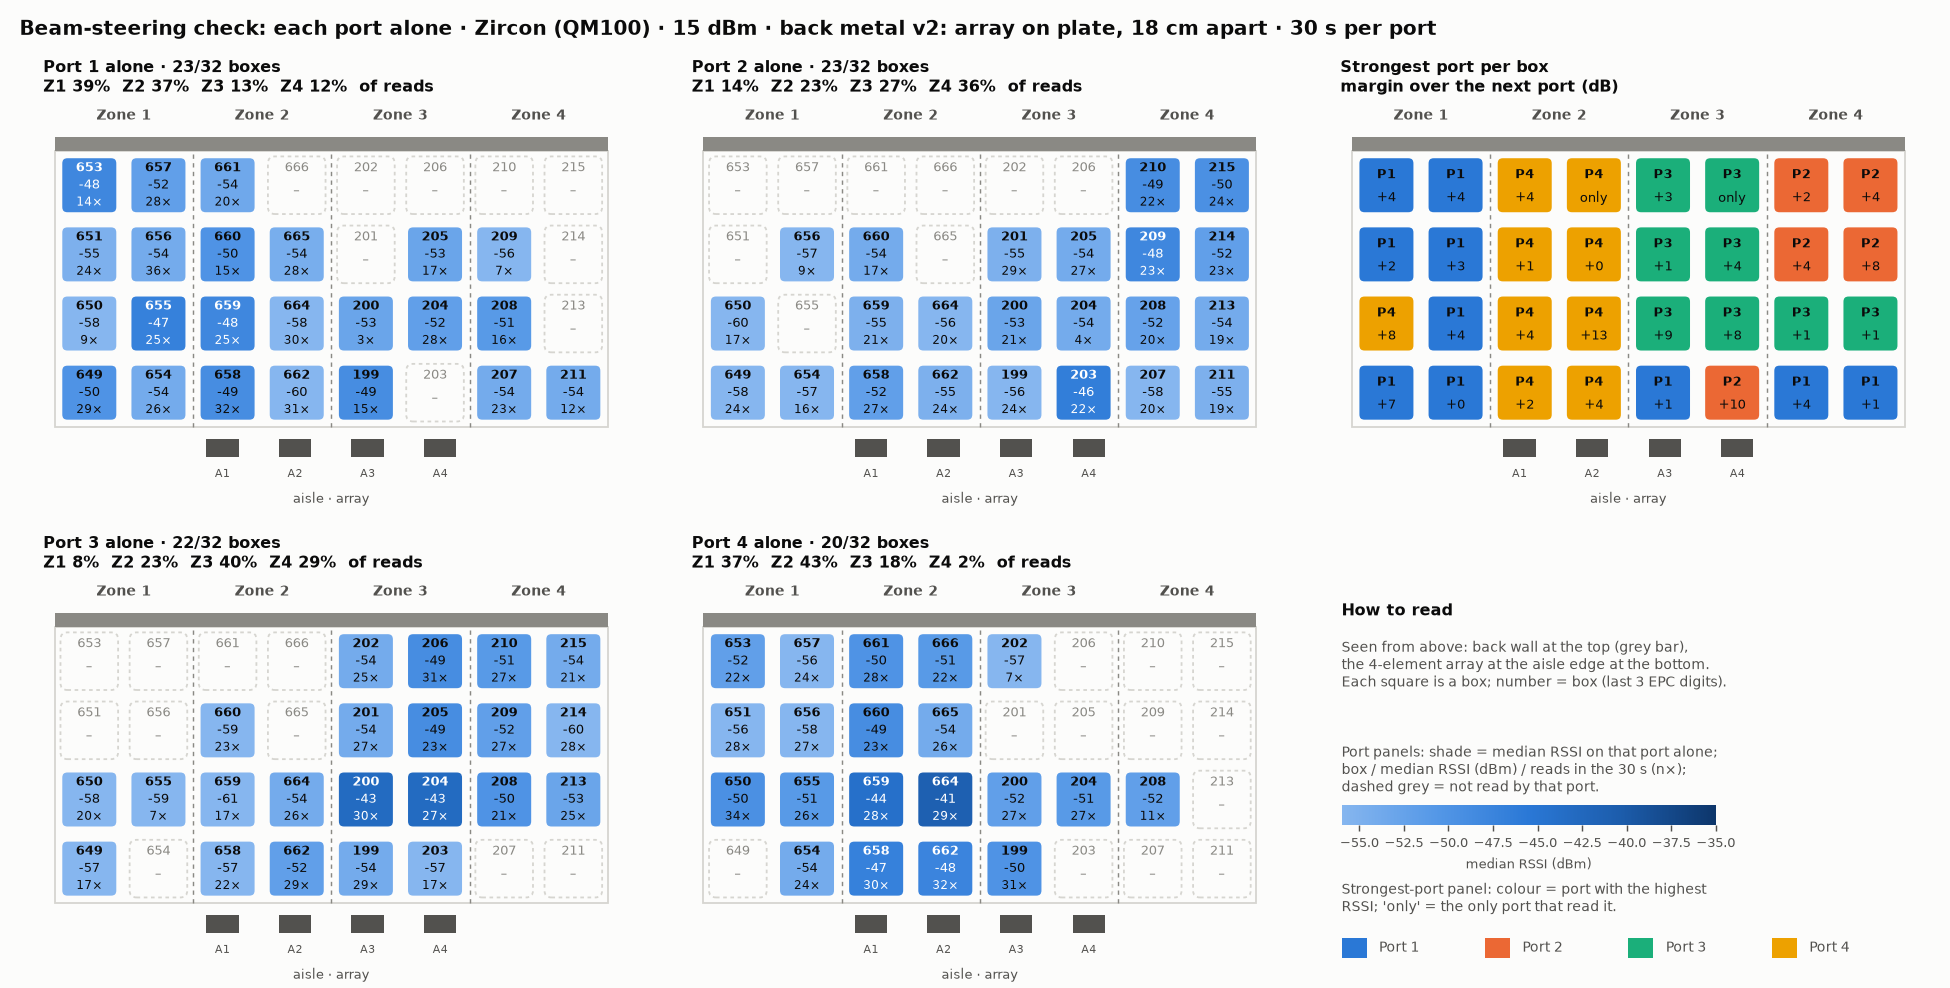 Beam-steering check: each port alone · Zircon (QM100) · 15 dBm · back metal v2: array on plate, 18 cm apart · 30 s per port
Port 1 alone · 23/32 boxes
Z1 39%  Z2 37%  Z3 13%  Z4 12%  of reads
Zone 1 Zone 2 Zone 3 Zone 4
653 657 661 666 202 206 210 215
-48 -52 -54 – – – – –
14× 28× 20×
651 656 660 665 201 205 209 214
-55 -54 -50 -54 – -53 -56 –
24× 36× 15× 28× 17× 7×
650 655 659 664 200 204 208 213
-58 -47 -48 -58 -53 -52 -51 –
9× 25× 25× 30× 3× 28× 16×
649 654 658 662 199 203 207 211
-50 -54 -49 -60 -49 – -54 -54
29× 26× 32× 31× 15× 23× 12×
A1 A2 A3 A4
aisle · array
Port 2 alone · 23/32 boxes
Z1 14%  Z2 23%  Z3 27%  Z4 36%  of reads
Zone 1 Zone 2 Zone 3 Zone 4
653 657 661 666 202 206 210 215
– – – – – – -49 -50
22× 24×
651 656 660 665 201 205 209 214
– -57 -54 – -55 -54 -48 -52
9× 17× 29× 27× 23× 23×
650 655 659 664 200 204 208 213
-60 – -55 -56 -53 -54 -52 -54
17× 21× 20× 21× 4× 20× 19×
649 654 658 662 199 203 207 211
-58 -57 -52 -55 -56 -46 -58 -55
24× 16× 27× 24× 24× 22× 20× 19×
A1 A2 A3 A4
aisle · array
Strongest port per box
margin over the next port (dB)
Zone 1 Zone 2 Zone 3 Zone 4
P1 P1 P4 P4 P3 P3 P2 P2
+4 +4 +4 only +3 only +2 +4
P1 P1 P4 P4 P3 P3 P2 P2
+2 +3 +1 +0 +1 +4 +4 +8
P4 P1 P4 P4 P3 P3 P3 P3
+8 +4 +4 +13 +9 +8 +1 +1
P1 P1 P4 P4 P1 P2 P1 P1
+7 +0 +2 +4 +1 +10 +4 +1
A1 A2 A3 A4
aisle · array
Port 3 alone · 22/32 boxes
Z1 8%  Z2 23%  Z3 40%  Z4 29%  of reads
Zone 1 Zone 2 Zone 3 Zone 4
653 657 661 666 202 206 210 215
– – – – -54 -49 -51 -54
25× 31× 27× 21×
651 656 660 665 201 205 209 214
– – -59 – -54 -49 -52 -60
23× 27× 23× 27× 28×
650 655 659 664 200 204 208 213
-58 -59 -61 -54 -43 -43 -50 -53
20× 7× 17× 26× 30× 27× 21× 25×
649 654 658 662 199 203 207 211
-57 – -57 -52 -54 -57 – –
17× 22× 29× 29× 17×
A1 A2 A3 A4
aisle · array
Port 4 alone · 20/32 boxes
Z1 37%  Z2 43%  Z3 18%  Z4 2%  of reads
Zone 1 Zone 2 Zone 3 Zone 4
653 657 661 666 202 206 210 215
-52 -56 -50 -51 -57 – – –
22× 24× 28× 22× 7×
651 656 660 665 201 205 209 214
-56 -58 -49 -54 – – – –
28× 27× 23× 26×
650 655 659 664 200 204 208 213
-50 -51 -44 -41 -52 -51 -52 –
34× 26× 28× 29× 27× 27× 11×
649 654 658 662 199 203 207 211
– -54 -47 -48 -50 – – –
24× 30× 32× 31×
A1 A2 A3 A4
aisle · array
How to read
Seen from above: back wall at the top (grey bar),
the 4-element array at the aisle edge at the bottom.
Each square is a box; number = box (last 3 EPC digits).
Port panels: shade = median RSSI on that port alone;
box / median RSSI (dBm) / reads in the 30 s (n×);
dashed grey = not read by that port.
−55.0 −52.5 −50.0 −47.5 −45.0 −42.5 −40.0 −37.5 −35.0
median RSSI (dBm)
Strongest-port panel: colour = port with the highest
RSSI; 'only' = the only port that read it.
Port 1 Port 2 Port 3 Port 4